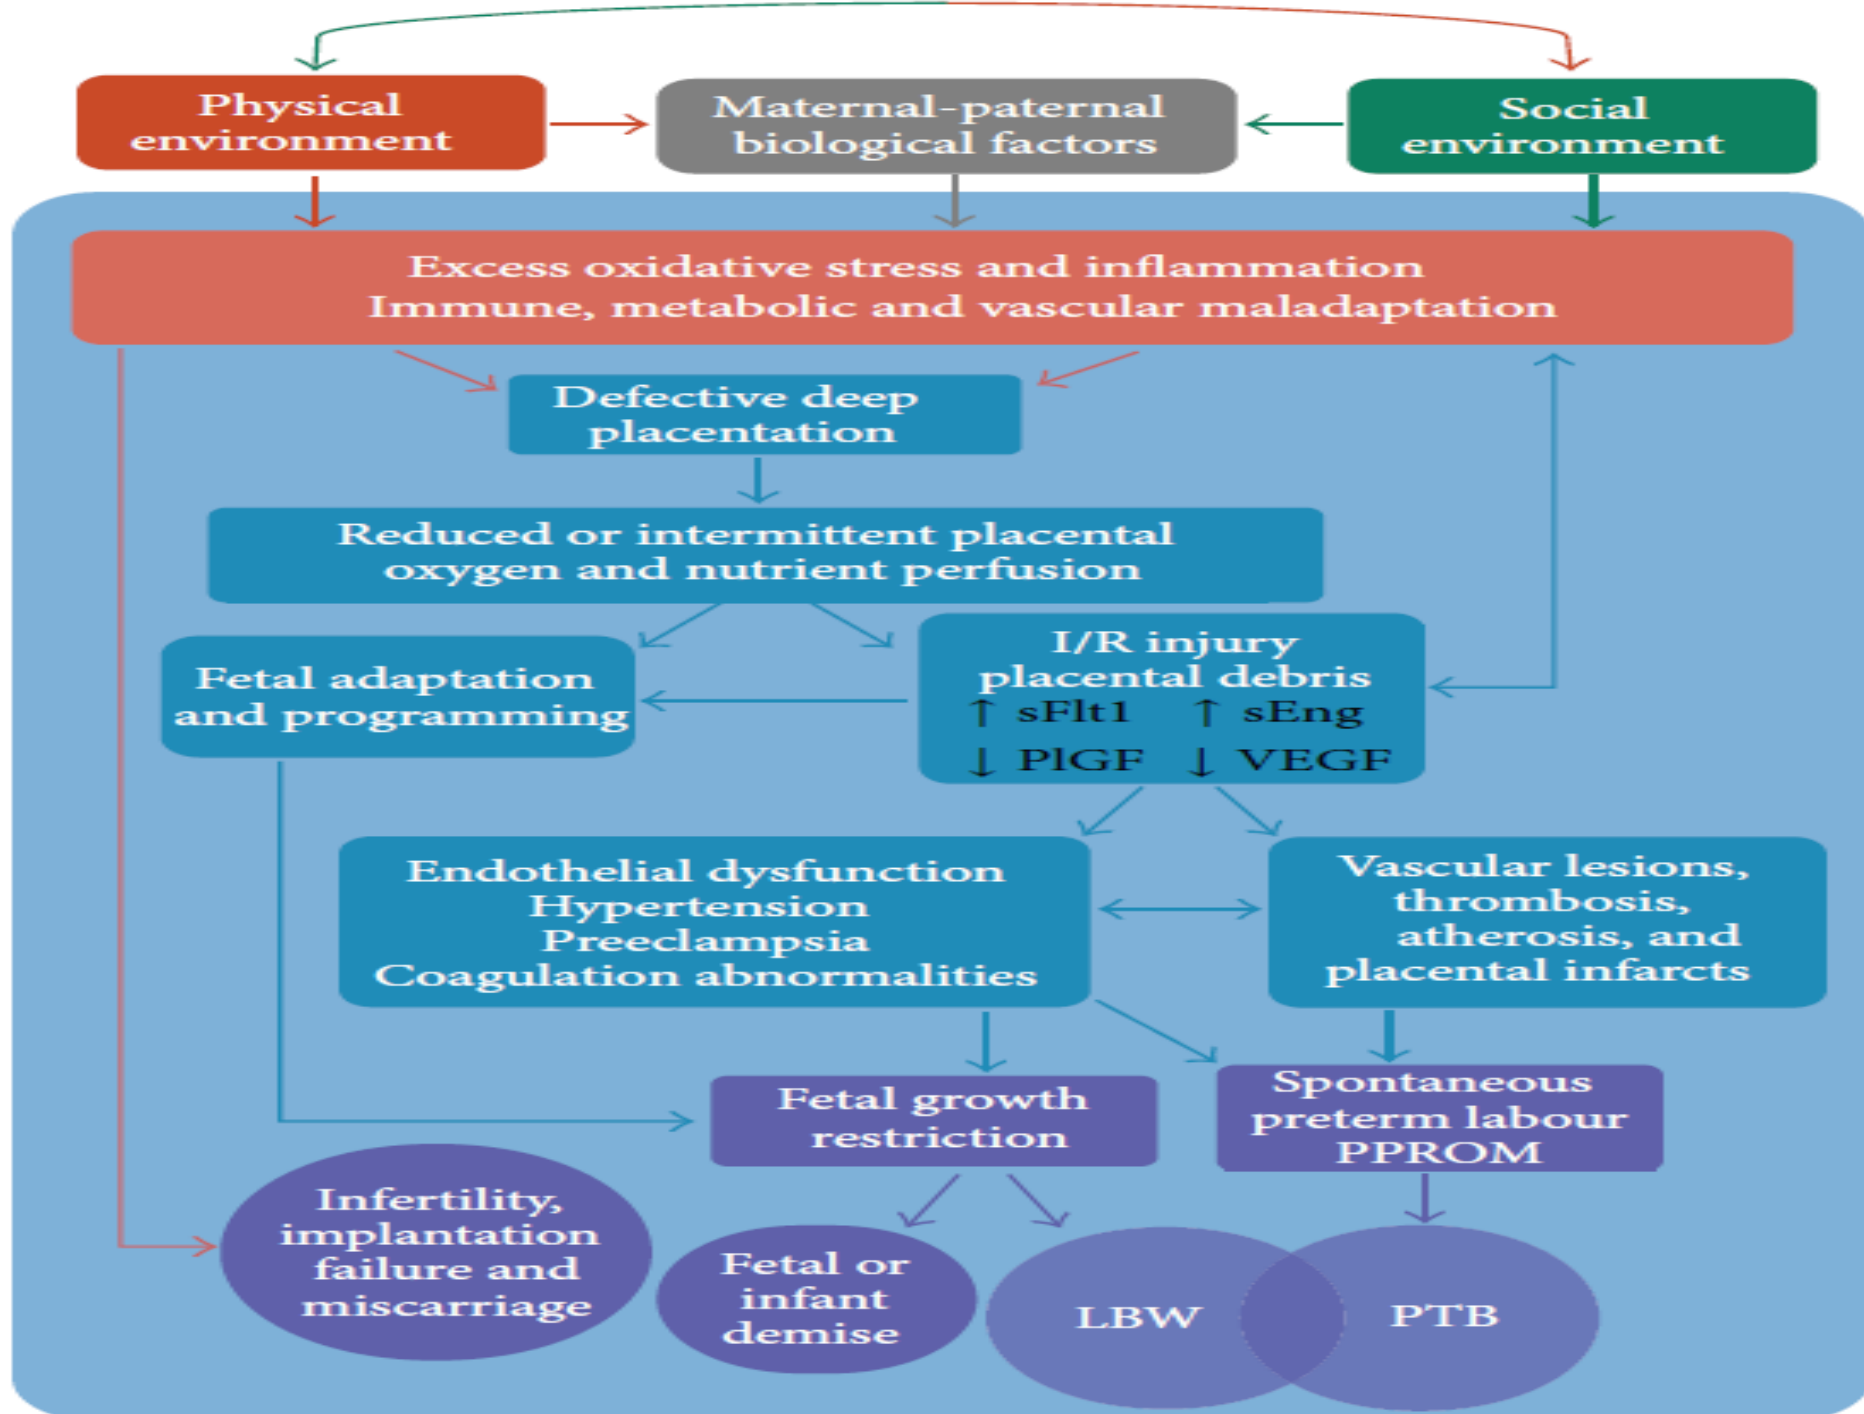 Physical
environment
Maternal-paternal
biological factors
Social
environment
Excess oxidative stress and inflammation
Immune, metabolic and vascular maladaptation
Defective deep
placentation
Reduced or intermittent placental
oxygen and nutrient perfusion
Fetal adaptation
and programming
I/R injury
placental debris
↑ sFlt1 ↑ sEng
↓ PlGF ↓ VEGF
Endothelial dysfunction
Hypertension
Preeclampsia
Coagulation abnormalities
Vascular lesions,
thrombosis,
atherosis, and
placental infarcts
Fetal growth
restriction
Spontaneous
preterm labour
PPROM
Infertility,
implantation
failure and
miscarriage
Fetal or
infant
demise
LBW
PTB